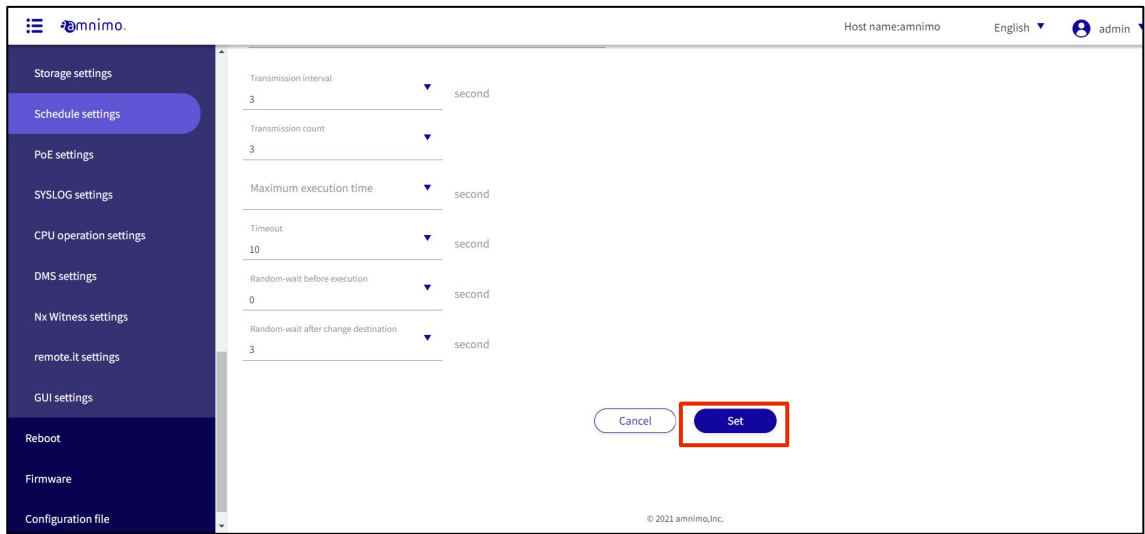 amnimo
Host name:amnimo
English
admin
Storage settings
Schedule settings
PoE settings
SYSLOG settings
CPU operation settings
DMS settings
Nx Witness settings
remote.it settings
GUI settings
Reboot
Firmware
Configuration file
Transmission interval
3
second
Transmission count
3
Maximum execution time
second
Timeout
10
second
Random-wait before execution
0
second
Random-wait after change destination
3
second
Cancel
Set
© 2021 amnimo,Inc.